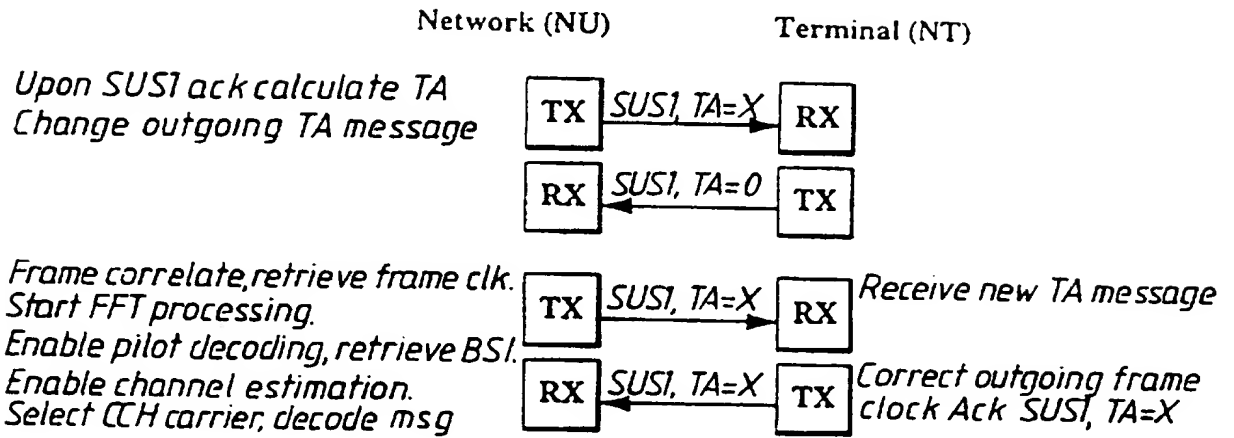 Network (NU) Terminal (NT)
Upon SUS1 ack calculate TA
Change outgoing TA message
TX SUS1, TA=X RX
RX SUS1, TA=0 TX
Frame correlate, retrieve frame clk.
Start FFT processing.
Enable pilot decoding, retrieve BSI.
Enable channel estimation.
Select CCH carrier, decode msg
TX SUS1, TA=X RX
Receive new TA message
RX SUS1, TA=X TX
Correct outgoing frame
clock Ack SUS1, TA=X